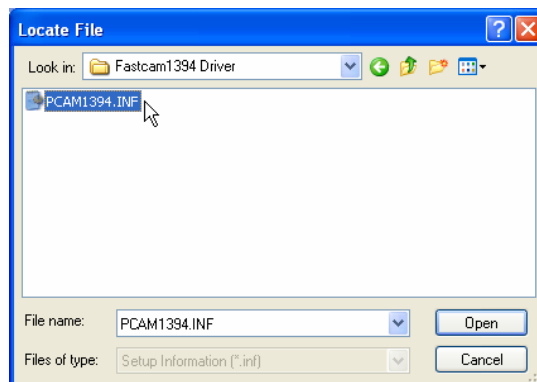 Locate File
Look in: Fastcam1394 Driver
PCAM1394.INF
File name: PCAM1394.INF Open
Files of type: Setup Information (*.inf) Cancel